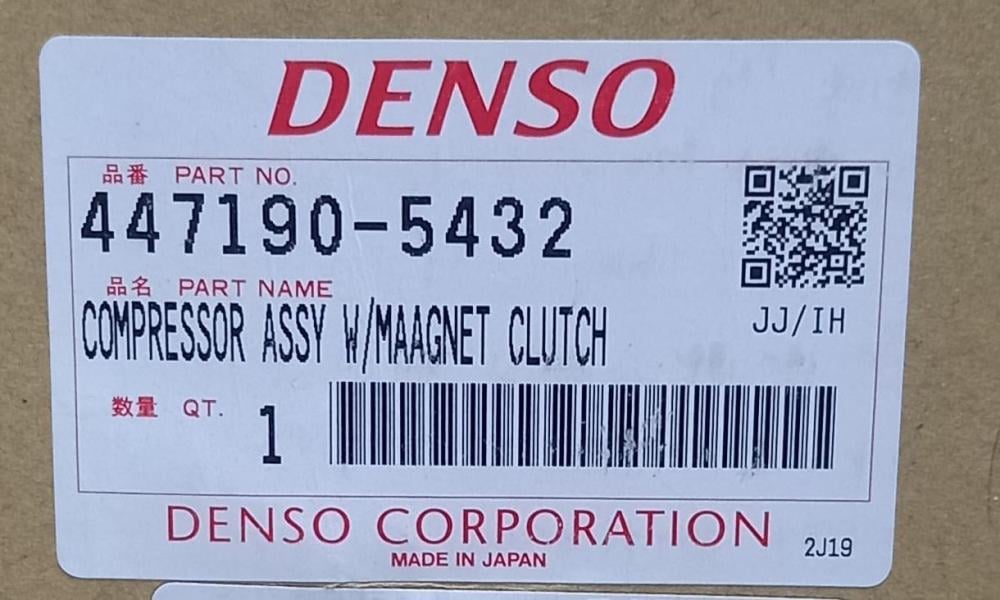 DENSO
品番 PART NO.
447190-5432
品名 PART NAME
COMPRESSOR ASSY W/MAAGNET CLUTCH
JJ/IH
数量 QT. 1
DENSO CORPORATION
MADE IN JAPAN
2J19